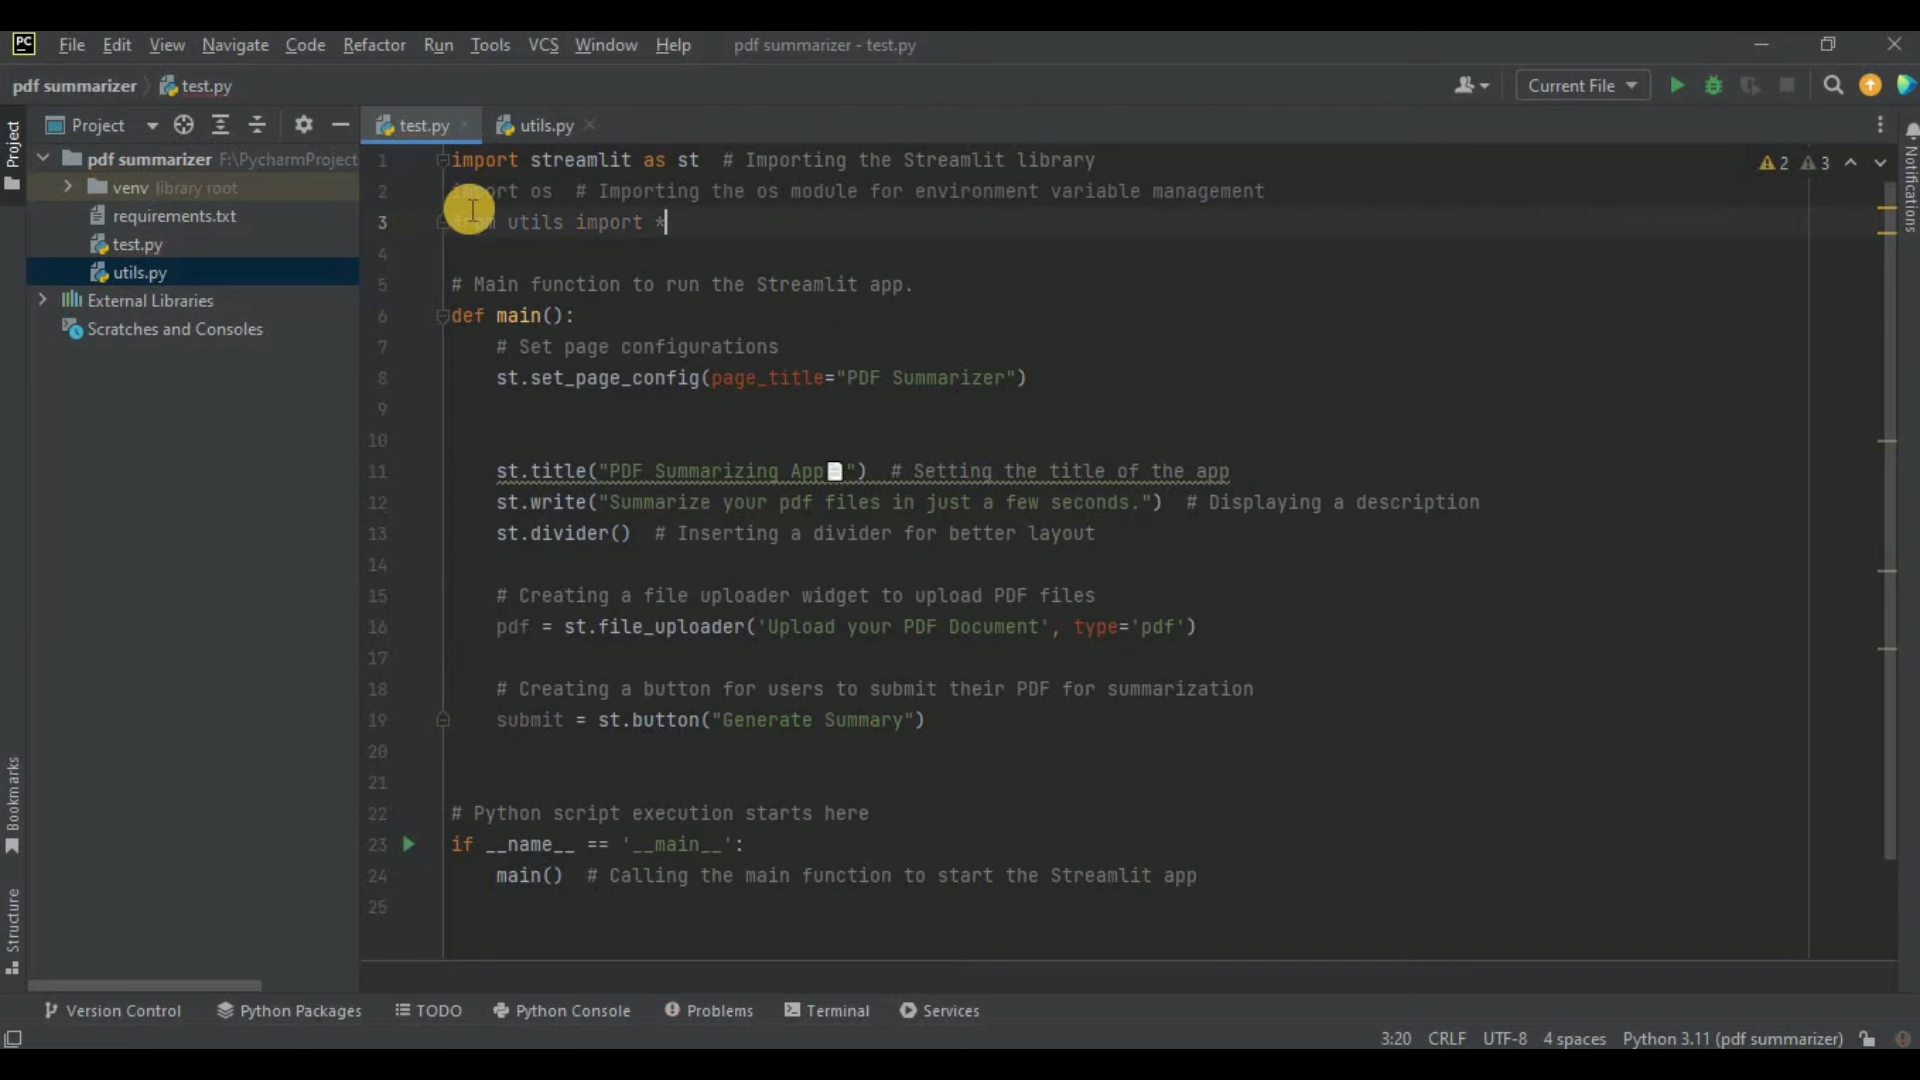 PC File Edit View Navigate Code Refactor Run Tools VCS Window Help pdf summarizer - test.py
pdf summarizer test.py Current File
Project test.py utils.py
pdf summarizer F:\PycharmProject
venv library root
requirements.txt
test.py
utils.py
External Libraries
Scratches and Consoles
Project
Bookmarks
Structure
Notifications
2 3
1 import streamlit as st # Importing the Streamlit library
2 import os # Importing the os module for environment variable management
3 from utils import *
4
5 # Main function to run the Streamlit app.
6 def main():
7 # Set page configurations
8 st.set_page_config(page_title="PDF Summarizer")
9
10
11 st.title("PDF Summarizing App📄") # Setting the title of the app
12 st.write("Summarize your pdf files in just a few seconds.") # Displaying a description
13 st.divider() # Inserting a divider for better layout
14
15 # Creating a file uploader widget to upload PDF files
16 pdf = st.file_uploader('Upload your PDF Document', type='pdf')
17
18 # Creating a button for users to submit their PDF for summarization
19 submit = st.button("Generate Summary")
20
21
22 # Python script execution starts here
23 if __name__ == '__main__':
24 main() # Calling the main function to start the Streamlit app
25
Version Control Python Packages TODO Python Console Problems Terminal Services
3:20 CRLF UTF-8 4 spaces Python 3.11 (pdf summarizer)